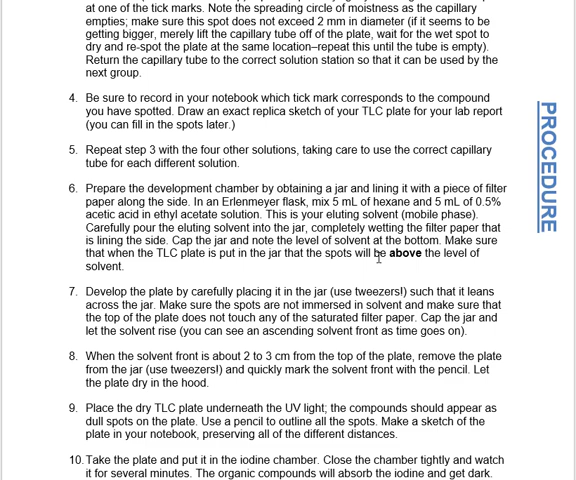 at one of the tick marks. Note the spreading circle of moistness as the capillary
empties; make sure this spot does not exceed 2 mm in diameter (if it seems to be
getting bigger, merely lift the capillary tube off of the plate, wait for the wet spot to
dry and re-spot the plate at the same location–repeat this until the tube is empty).
Return the capillary tube to the correct solution station so that it can be used by the
next group.
4. Be sure to record in your notebook which tick mark corresponds to the compound
you have spotted. Draw an exact replica sketch of your TLC plate for your lab report
(you can fill in the spots later.)
5. Repeat step 3 with the four other solutions, taking care to use the correct capillary
tube for each different solution.
6. Prepare the development chamber by obtaining a jar and lining it with a piece of filter
paper along the side. In an Erlenmeyer flask, mix 5 mL of hexane and 5 mL of 0.5%
acetic acid in ethyl acetate solution. This is your eluting solvent (mobile phase).
Carefully pour the eluting solvent into the jar, completely wetting the filter paper that
is lining the side. Cap the jar and note the level of solvent at the bottom. Make sure
that when the TLC plate is put in the jar that the spots will be above the level of
solvent.
7. Develop the plate by carefully placing it in the jar (use tweezers!) such that it leans
across the jar. Make sure the spots are not immersed in solvent and make sure that
the top of the plate does not touch any of the saturated filter paper. Cap the jar and
let the solvent rise (you can see an ascending solvent front as time goes on).
8. When the solvent front is about 2 to 3 cm from the top of the plate, remove the plate
from the jar (use tweezers!) and quickly mark the solvent front with the pencil. Let
the plate dry in the hood.
9. Place the dry TLC plate underneath the UV light; the compounds should appear as
dull spots on the plate. Use a pencil to outline all the spots. Make a sketch of the
plate in your notebook, preserving all of the different distances.
10. Take the plate and put it in the iodine chamber. Close the chamber tightly and watch
it for several minutes. The organic compounds will absorb the iodine and get dark.
PROCEDURE